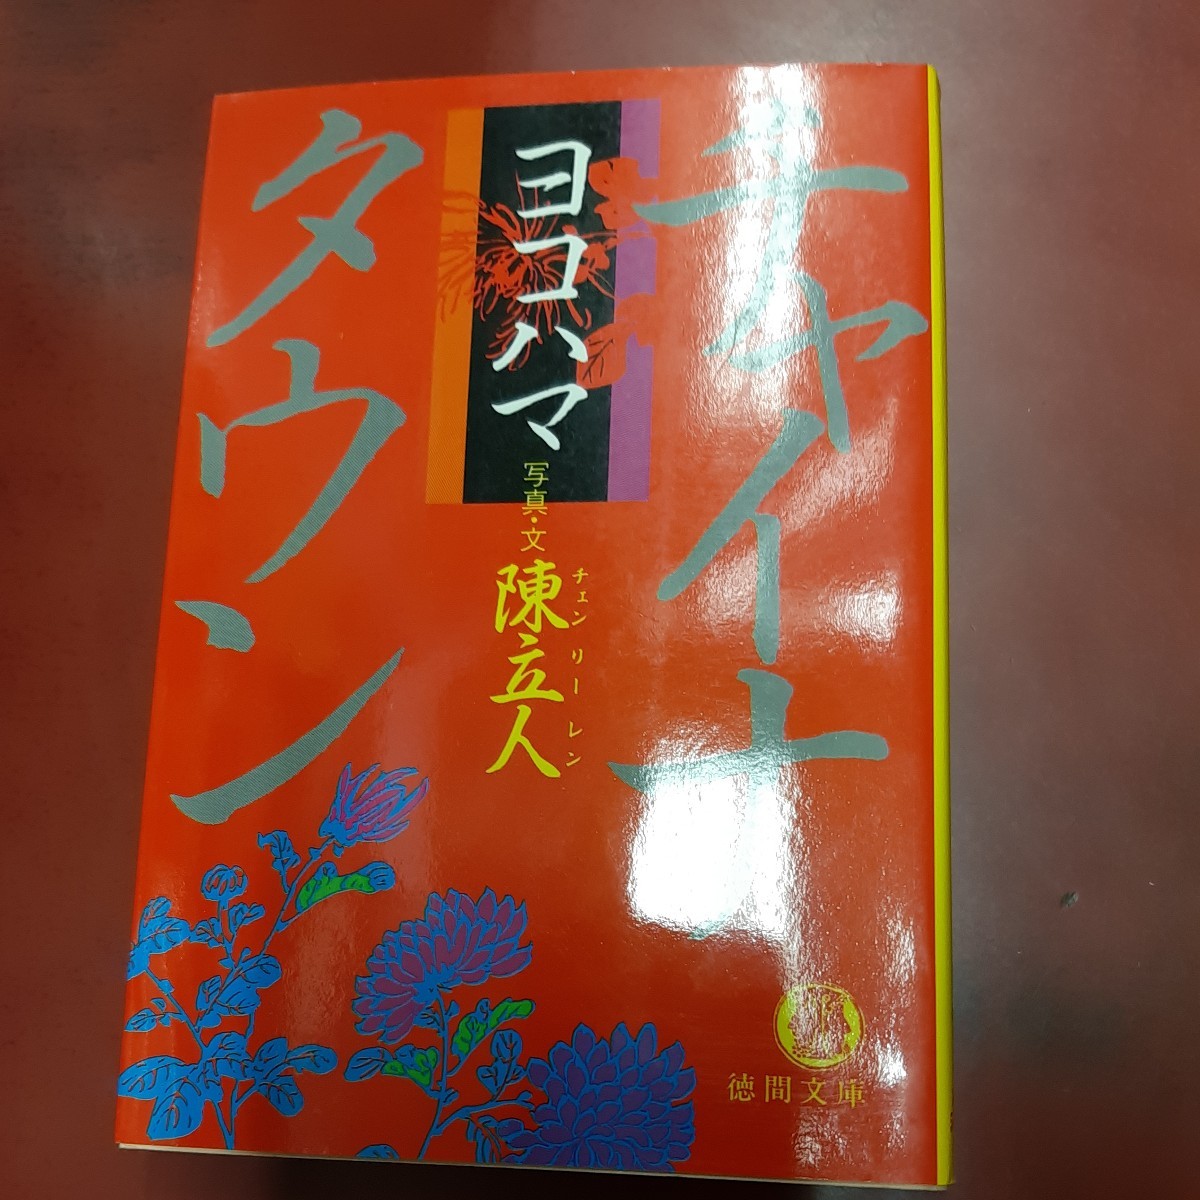 ヨコハマ
チャイナ
タウン
写真・文
陳立人
チェン リー レン
徳間文庫